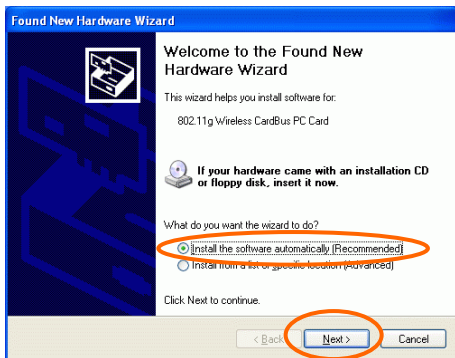 Found New Hardware Wizard
Welcome to the Found New
Hardware Wizard
This wizard helps you install software for:
802.11g Wireless CardBus PC Card
If your hardware came with an installation CD
or floppy disk, insert it now.
What do you want the wizard to do?
Install the software automatically (Recommended)
Install from a list or specific location (Advanced)
Click Next to continue.
< Back
Next >
Cancel